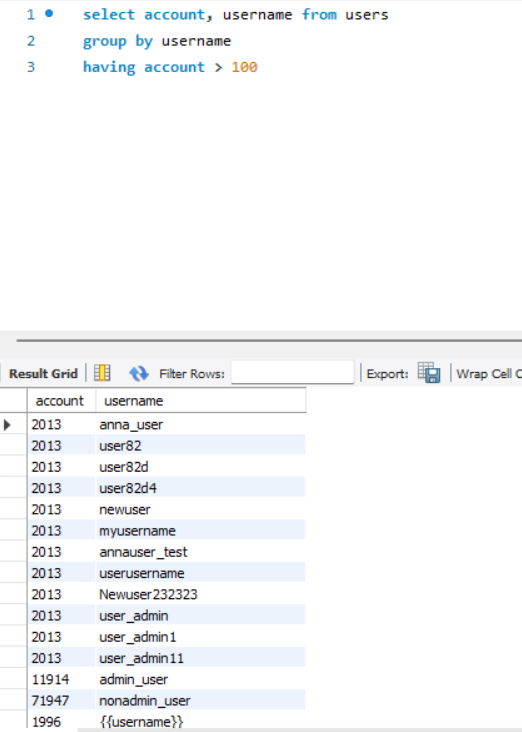 1 select account, username from users
2 group by username
3 having account > 100
Result Grid Filter Rows: Export: Wrap Cell C
account username
2013 anna_user
2013 user82
2013 user82d
2013 user82d4
2013 newuser
2013 myusername
2013 annauser_test
2013 userusername
2013 Newuser232323
2013 user_admin
2013 user_admin1
2013 user_admin11
11914 admin_user
71947 nonadmin_user
1996 {{username}}